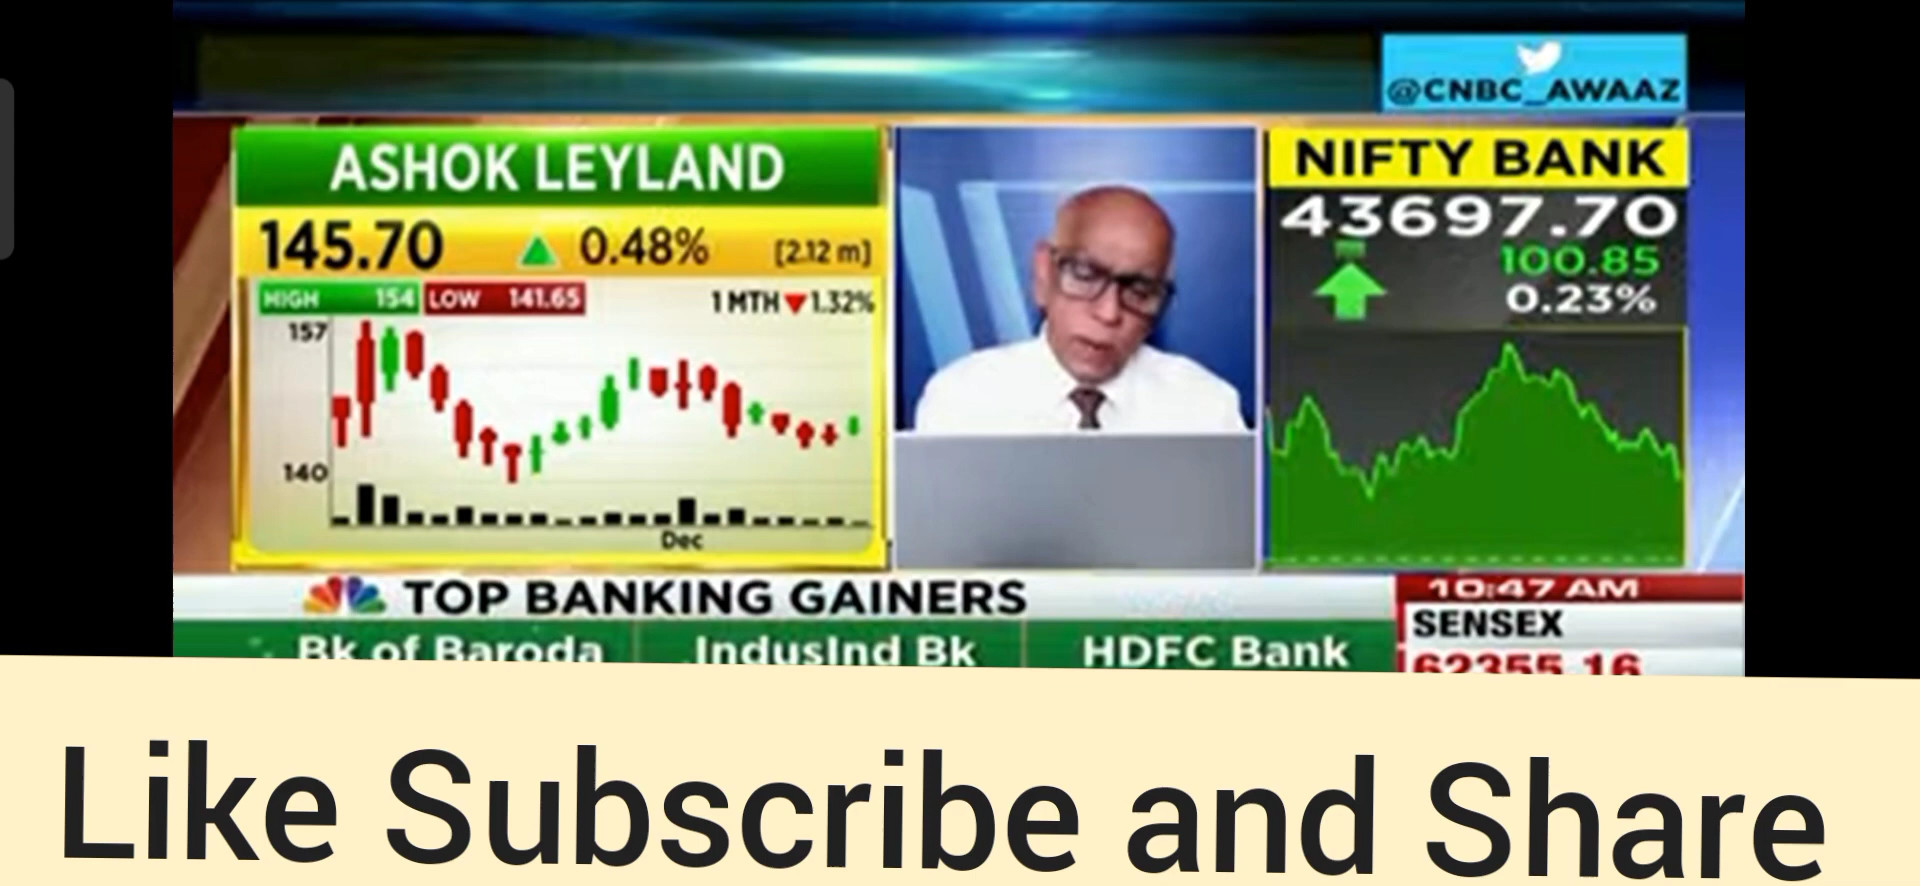 @CNBC_AWAAZ
ASHOK LEYLAND
145.70 ▲ 0.48% [2.12 m]
HIGH 154 LOW 141.65 1 MTH ▼1.32%
157
140
Dec
NIFTY BANK
43697.70
100.85
0.23%
TOP BANKING GAINERS
Bk of Baroda IndusInd Bk HDFC Bank
10:47 AM
SENSEX
62355.16
Like Subscribe and Share